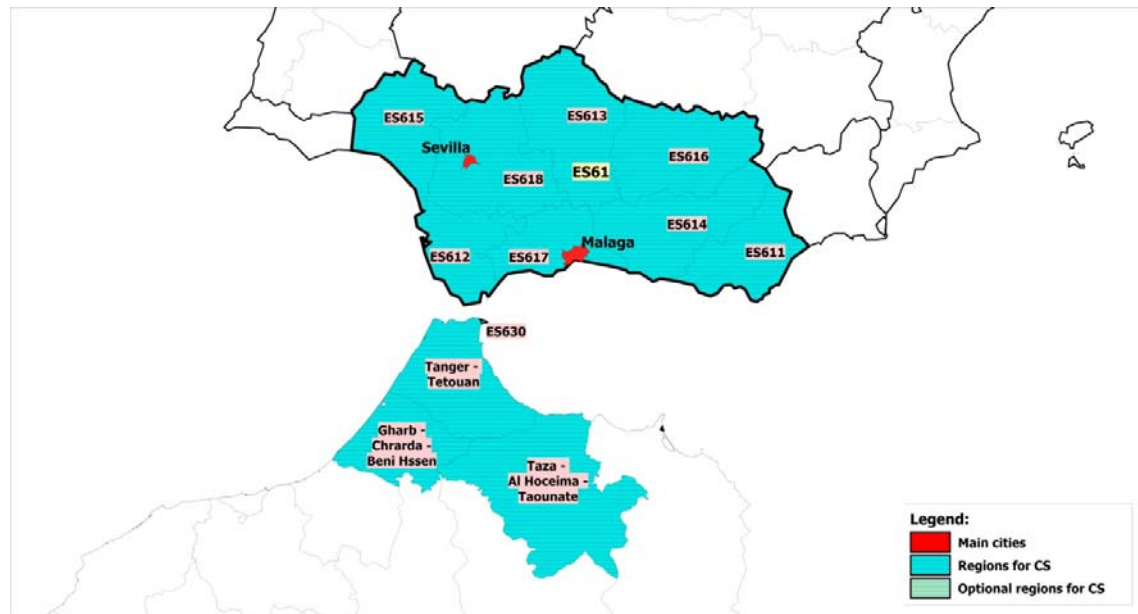 ES615
ES613
Sevilla
ES616
ES618
ES61
ES614
Malaga
ES612
ES617
ES611
ES630
Tanger -
Tetouan
Gharb -
Chrarda -
Beni Hssen
Taza -
Al Hoceima -
Taounate
Legend:
Main cities
Regions for CS
Optional regions for CS